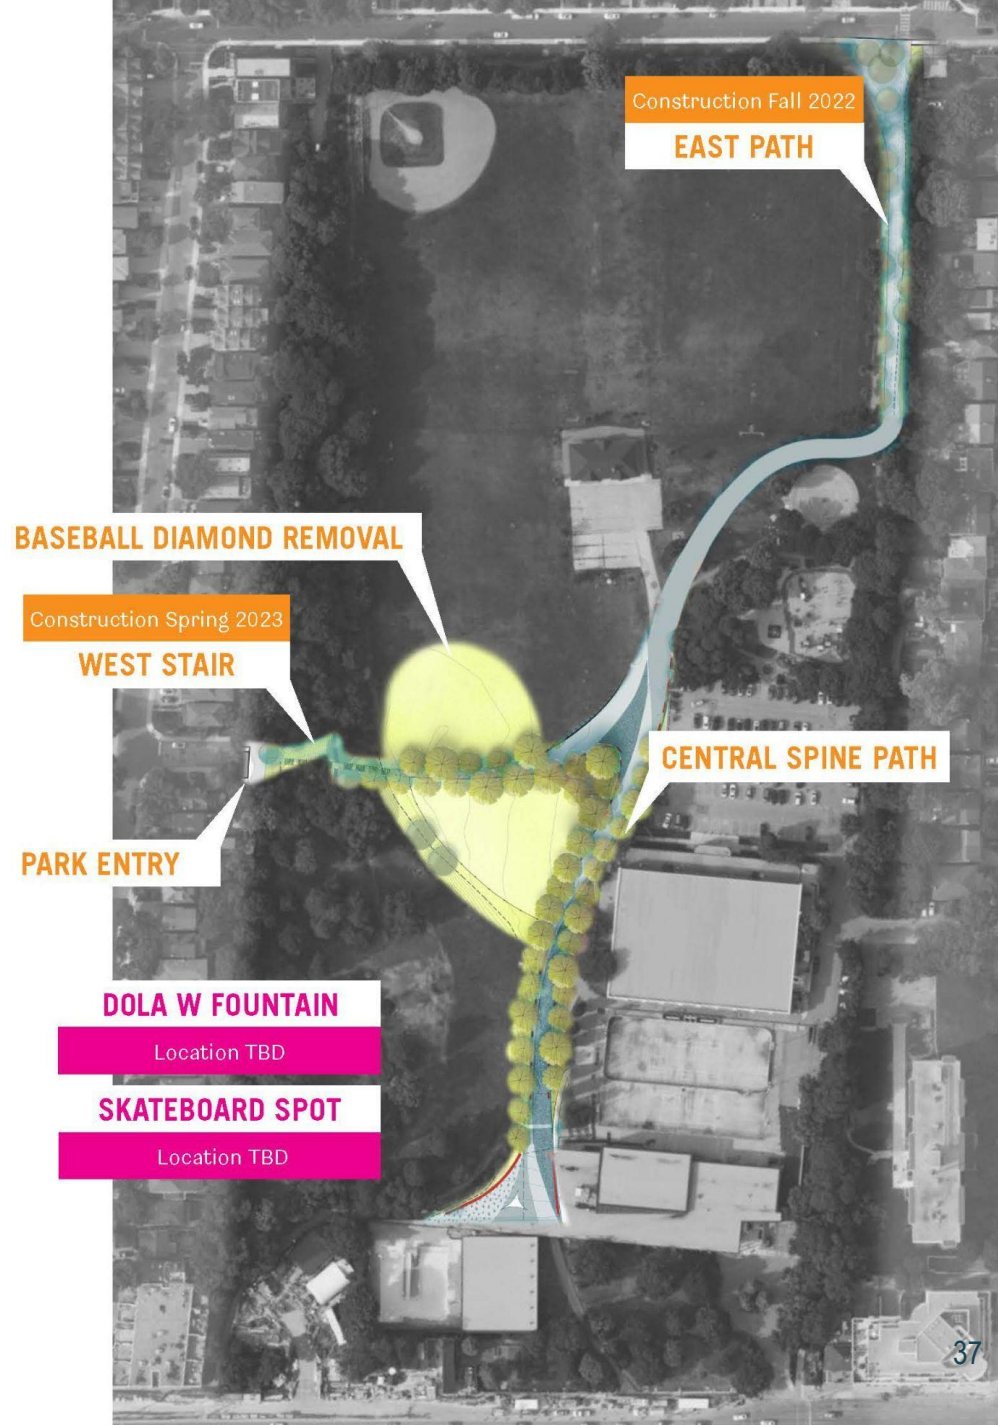 Construction Fall 2022
EAST PATH
BASEBALL DIAMOND REMOVAL
Construction Spring 2023
WEST STAIR
CENTRAL SPINE PATH
PARK ENTRY
DOLA W FOUNTAIN
Location TBD
SKATEBOARD SPOT
Location TBD
37